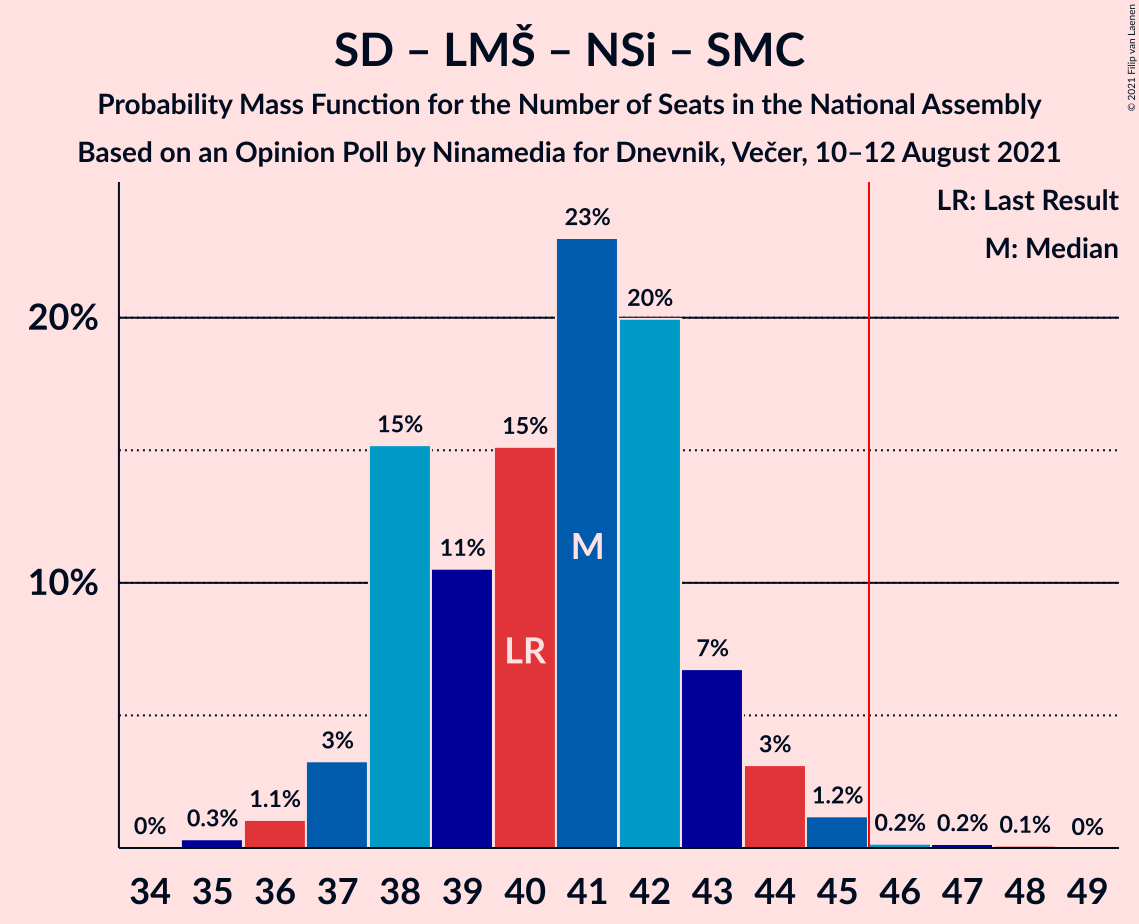 SD – LMŠ – NSi – SMC
Probability Mass Function for the Number of Seats in the National Assembly
Based on an Opinion Poll by Ninamedia for Dnevnik, Večer, 10–12 August 2021
© 2021 Filip van Laenen
LR: Last Result
M: Median
20%
10%
0%
0.3%
1.1%
3%
15%
11%
15%
23%
20%
7%
3%
1.2%
0.2%
0.2%
0.1%
0%
LR
M
34 35 36 37 38 39 40 41 42 43 44 45 46 47 48 49